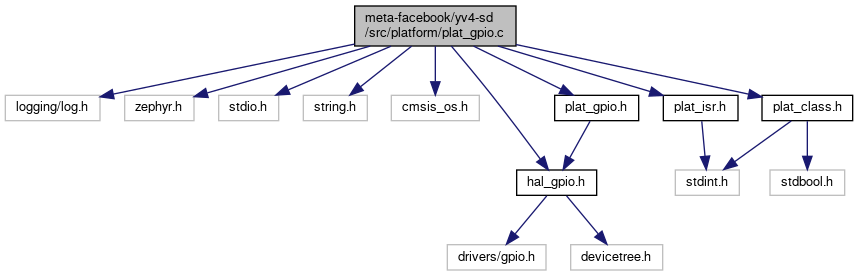 meta-facebook/yv4-sd
/src/platform/plat_gpio.c
logging/log.h
zephyr.h
stdio.h
string.h
cmsis_os.h
plat_gpio.h
plat_isr.h
plat_class.h
hal_gpio.h
stdint.h
stdbool.h
drivers/gpio.h
devicetree.h